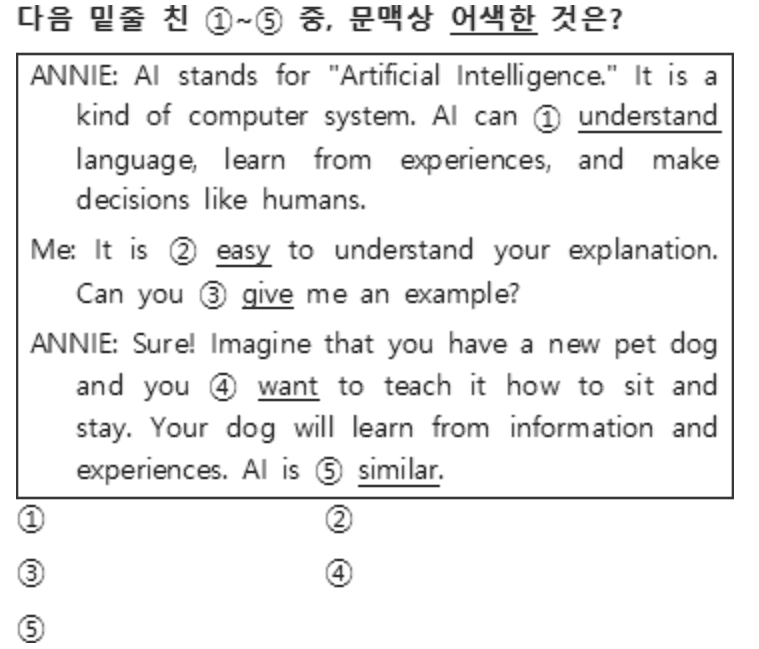 다음 밑줄 친 ①~⑤ 중, 문맥상 어색한 것은?
ANNIE: AI stands for "Artificial Intelligence." It is a
kind of computer system. AI can ① understand
language, learn from experiences, and make
decisions like humans.
Me: It is ② easy to understand your explanation.
Can you ③ give me an example?
ANNIE: Sure! Imagine that you have a new pet dog
and you ④ want to teach it how to sit and
stay. Your dog will learn from information and
experiences. AI is ⑤ similar.
① ②
③ ④
⑤